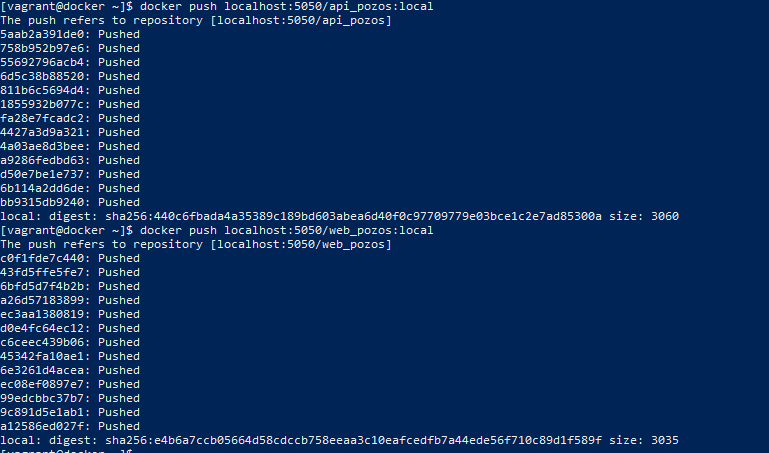 [vagrant@docker ~]$ docker push localhost:5050/api_pozos:local
The push refers to repository [localhost:5050/api_pozos]
5aab2a391de0: Pushed
758b952b97e6: Pushed
55692796acb4: Pushed
6d5c38b88520: Pushed
811b6c5694d4: Pushed
1855932b077c: Pushed
fa28e7fcadc2: Pushed
4427a3d9a321: Pushed
4a03ae8d3bee: Pushed
a9286fedbd63: Pushed
d50e7be1e737: Pushed
6b114a2dd6de: Pushed
bb9315db9240: Pushed
local: digest: sha256:440c6fbada4a35389c189bd603abea6d40f0c97709779e03bce1c2e7ad85300a size: 3060
[vagrant@docker ~]$ docker push localhost:5050/web_pozos:local
The push refers to repository [localhost:5050/web_pozos]
c0f1fde7c440: Pushed
43fd5ffe5fe7: Pushed
6bfd5d7f4b2b: Pushed
a26d57183899: Pushed
ec3aa1380819: Pushed
d0e4fc64ec12: Pushed
c6ceec439b06: Pushed
45342fa10ae1: Pushed
6e3261d4acea: Pushed
ec08ef0897e7: Pushed
99edcbbc37b7: Pushed
9c891d5e1ab1: Pushed
a12586ed027f: Pushed
local: digest: sha256:e4b6a7ccb05664d58cdccb758eeaa3c10eafcedfb7a44ede56f710c89d1f589f size: 3035
[vagrant@docker ~]$